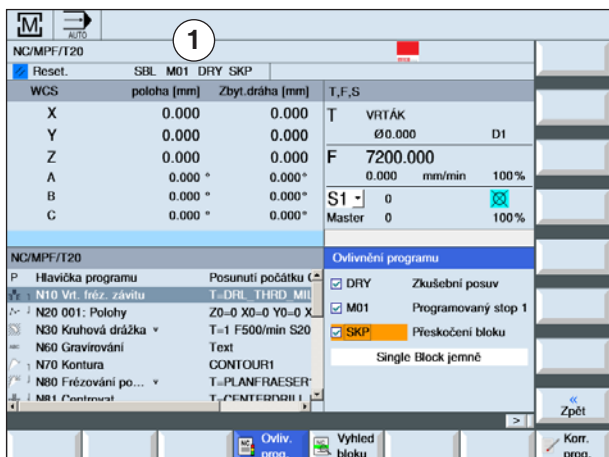 M
AUTO
1
NC/MPF/T20
Reset. SBL M01 DRY SKP
WCS poloha [mm] Zbyt.dráha [mm] T,F,S
X 0.000 0.000 T VRTÁK
Y 0.000 0.000 Ø0.000 D1
Z 0.000 0.000 F 7200.000
A 0.000 ° 0.000° 0.000 mm/min 100%
B 0.000 ° 0.000° S1 0
C 0.000 ° 0.000° Master 0 100%
NC/MPF/T20
P Hlavička programu Posunutí počátku (
N10 Vrt. fréz. závitu T=DRL_THRD_MIL
N20 001: Polohy Z0=0 X0=0 Y0=0 X
N30 Kruhová drážka T=1 F500/min S20
N60 Gravírování Text
N70 Kontura CONTOUR1
N80 Frézování po... T=PLANFRAESER
N81 Centrovat T=CENTERDRILL
Ovlivnění programu
DRY Zkušební posuv
M01 Programovaný stop 1
SKP Přeskočení bloku
Single Block jemně
«
Zpět
>
Ovliv.
prog.
Vyhled
bloku
Korr.
prog.